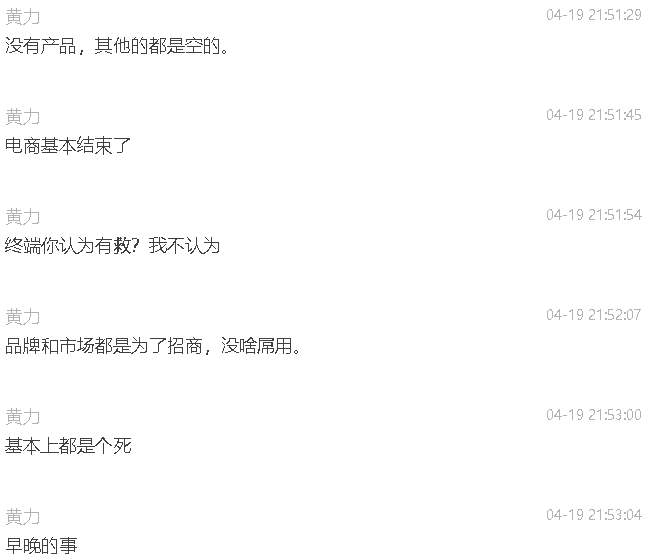 黄力 04-19 21:51:29
没有产品，其他的都是空的。
黄力 04-19 21:51:45
电商基本结束了
黄力 04-19 21:51:54
终端你认为有救？我不认为
黄力 04-19 21:52:07
品牌和市场都是为了招商，没啥屌用。
黄力 04-19 21:53:00
基本上都是个死
黄力 04-19 21:53:04
早晚的事